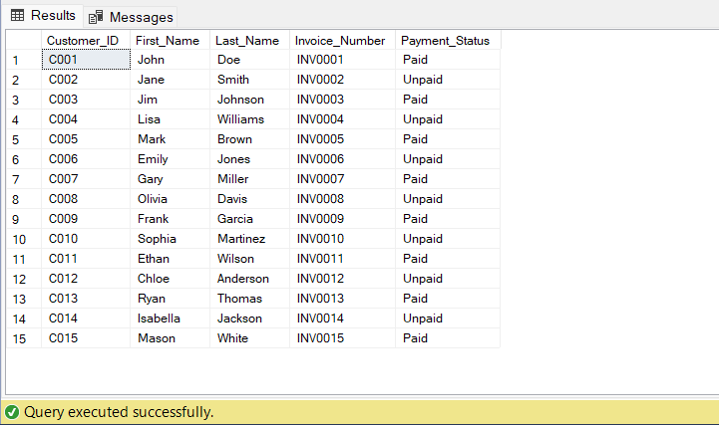 Results Messages
Customer_ID First_Name Last_Name Invoice_Number Payment_Status
1 C001 John Doe INV0001 Paid
2 C002 Jane Smith INV0002 Unpaid
3 C003 Jim Johnson INV0003 Paid
4 C004 Lisa Williams INV0004 Unpaid
5 C005 Mark Brown INV0005 Paid
6 C006 Emily Jones INV0006 Unpaid
7 C007 Gary Miller INV0007 Paid
8 C008 Olivia Davis INV0008 Unpaid
9 C009 Frank Garcia INV0009 Paid
10 C010 Sophia Martinez INV0010 Unpaid
11 C011 Ethan Wilson INV0011 Paid
12 C012 Chloe Anderson INV0012 Unpaid
13 C013 Ryan Thomas INV0013 Paid
14 C014 Isabella Jackson INV0014 Unpaid
15 C015 Mason White INV0015 Paid
Query executed successfully.